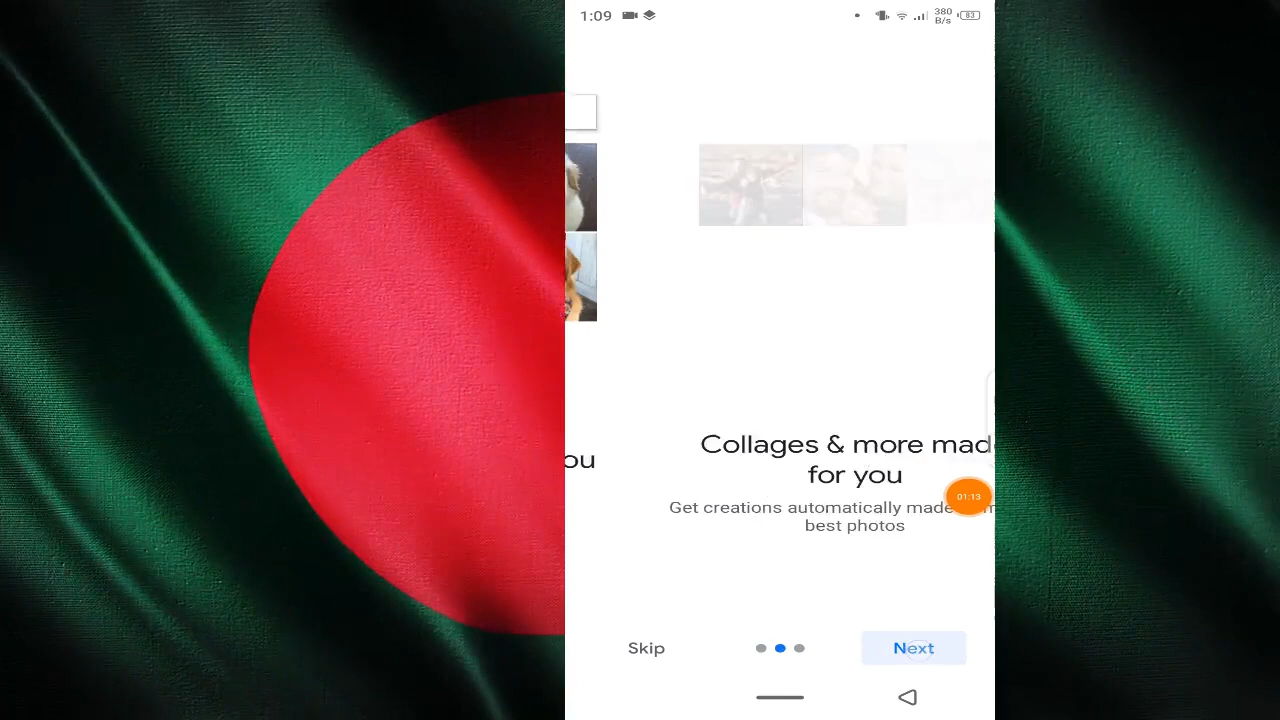 1:09
380
B/s
83
ou
Collages & more mad
for you
01:13
Get creations automatically made
best photos
Skip
Next